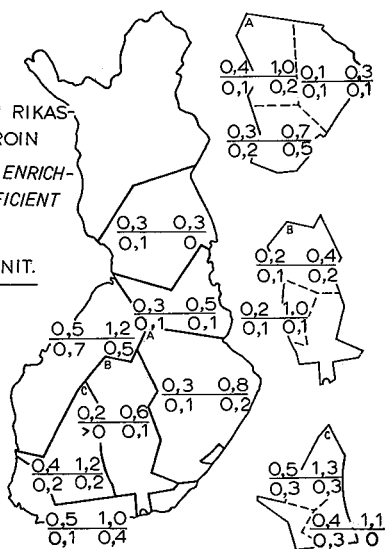 RIKAS-
ROIN
ENRICH-
FICIENT
NIT.
A
0,4 1,0
0,1 0,2
0,1 0,3
0,1 0,1
0,3 0,7
0,2 0,5
0,3 0,3
0,1 0
B
0,2 0,4
0,1 0,2
0,2 1,0
0,1 0,1
0,3 0,5
0,1 0,1
A
0,5 1,2
0,7 0,5
B
C
0,3 0,8
0,1 0,2
0,2 0,6
>0 0,1
0,4 1,2
0,2 0,2
0,5 1,0
0,1 0,4
C
0,5 1,3
0,3 0,3
0,4 1,1
0,3 0